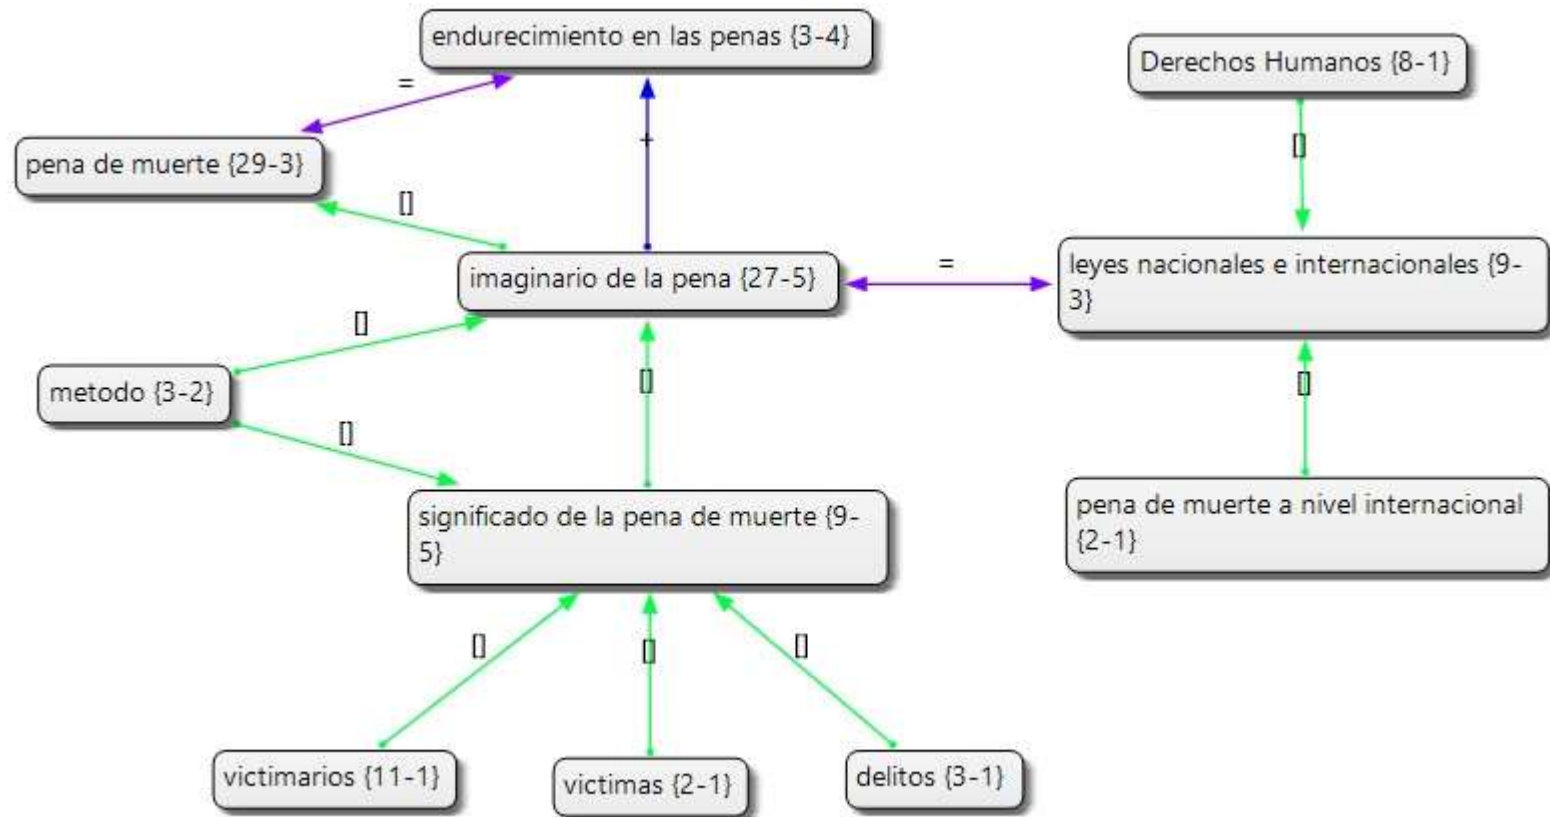 endurecimiento en las penas {3-4}
Derechos Humanos {8-1}
=
+
[]
pena de muerte {29-3}
[]
imaginario de la pena {27-5}
=
leyes nacionales e internacionales {9-
3}
[]
metodo {3-2}
[]
[]
[]
significado de la pena de muerte {9-
5}
pena de muerte a nivel internacional
{2-1}
[]
[]
[]
victimarios {11-1}
victimas {2-1}
delitos {3-1}